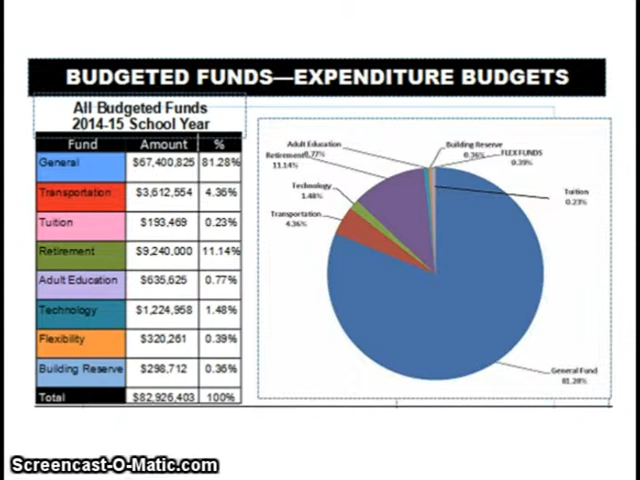 BUDGETED FUNDS—EXPENDITURE BUDGETS
All Budgeted Funds
2014-15 School Year
Fund Amount %
General $67,400,825 81.28%
Transportation $3,612,554 4.36%
Tuition $193,469 0.23%
Retirement $9,240,000 11.14%
Adult Education $635,625 0.77%
Technology $1,224,958 1.48%
Flexibility $320,261 0.39%
Building Reserve $298,712 0.36%
Total $82,926,403 100%
Adult Education
0.77%
Retirement
11.14%
Technology
1.48%
Transportation
4.36%
Building Reserve
0.36%
FLEX FUNDS
0.39%
Tuition
0.23%
General Fund
81.28%
Screencast-O-Matic.com